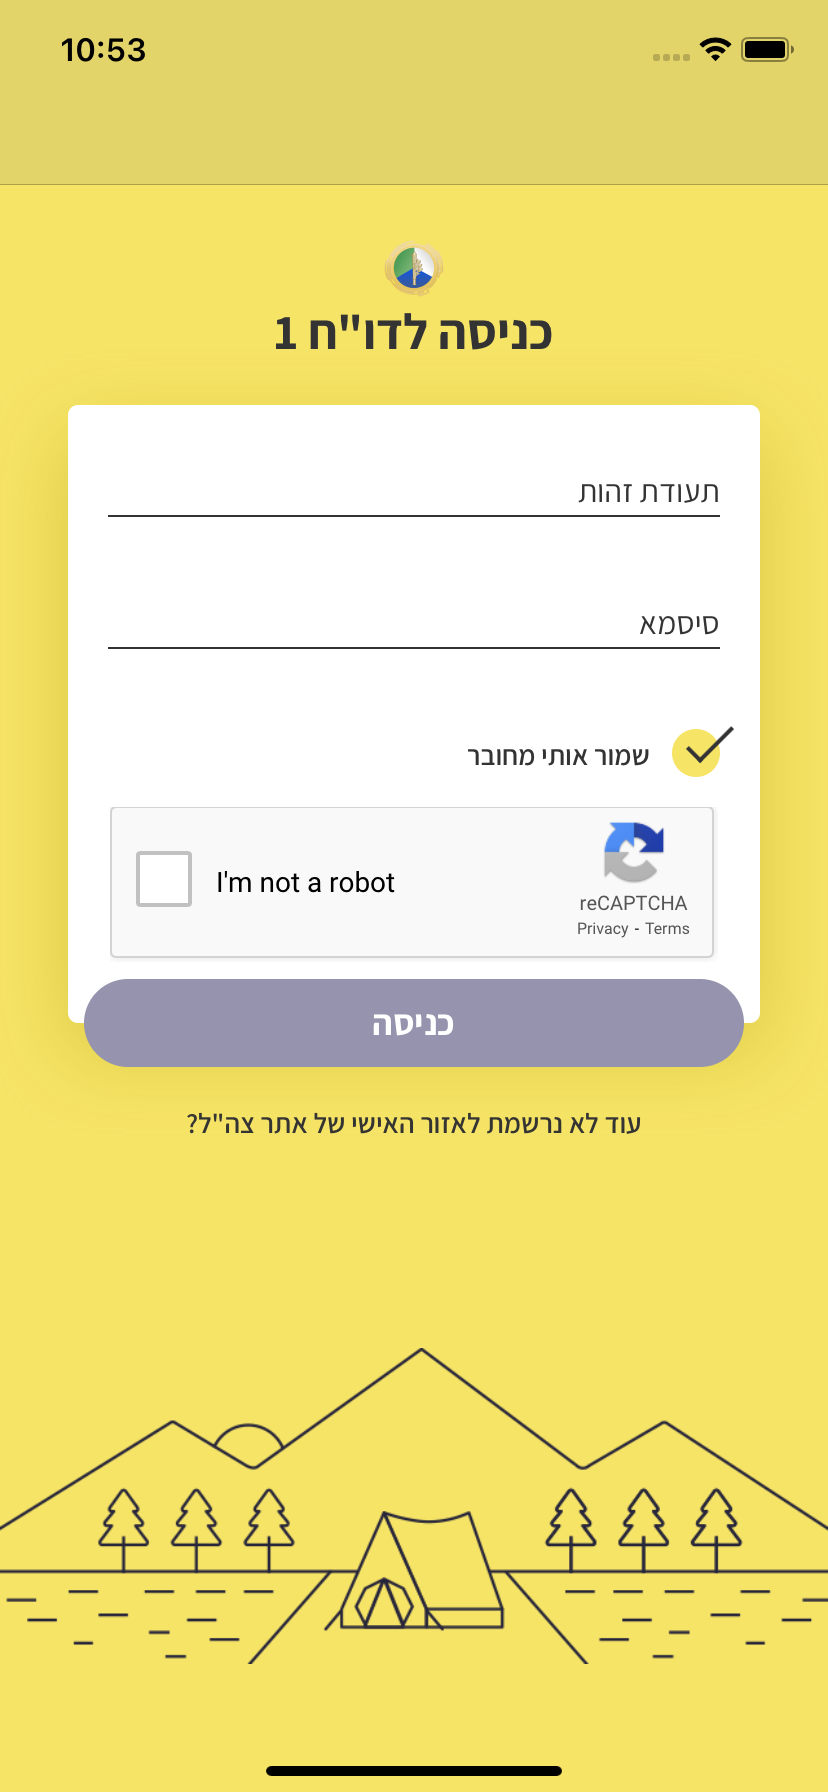 10:53
כניסה לדו"ח 1
תעודת זהות
סיסמא
שמור אותי מחובר
I'm not a robot
reCAPTCHA
Privacy - Terms
כניסה
עוד לא נרשמת לאזור האישי של אתר צה"ל?